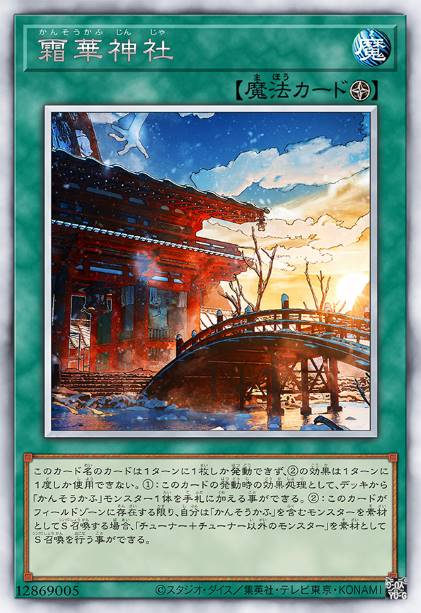 かんそうかふ じん じゃ
霜華神社
魔
ま ほう
【魔法カード】
このカード名のカードは1ターンに1枚しか発動できず、②の効果は1ターンに
1度しか使用できない。①：このカードの発動時の効果処理として、デッキから
「かんそうかふ」モンスター1体を手札に加える事ができる。②：このカードが
フィールドゾーンに存在する限り、自分は「かんそうかふ」を含むモンスターを素材
としてS召喚する場合、「チューナー＋チューナー以外のモンスター」を素材として
S召喚を行う事ができる。
12869005
©スタジオ・ダイス／集英社・テレビ東京・KONAMI